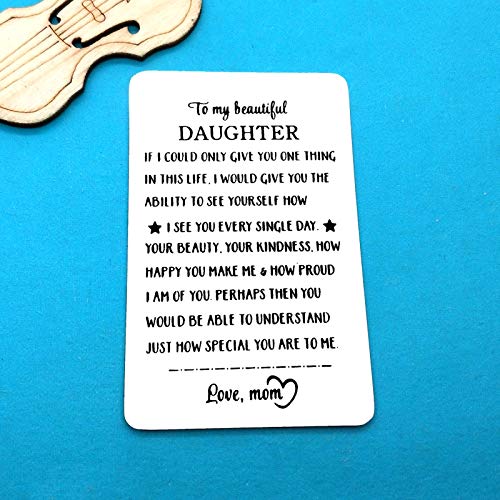 To my beautiful
DAUGHTER
IF I COULD ONLY GIVE YOU ONE THING
IN THIS LIFE, I WOULD GIVE YOU THE
ABILITY TO SEE YOURSELF HOW
★ I SEE YOU EVERY SINGLE DAY. ★
YOUR BEAUTY, YOUR KINDNESS, HOW
HAPPY YOU MAKE ME & HOW PROUD
I AM OF YOU. PERHAPS THEN YOU
WOULD BE ABLE TO UNDERSTAND
JUST HOW SPECIAL YOU ARE TO ME.
Love, mom